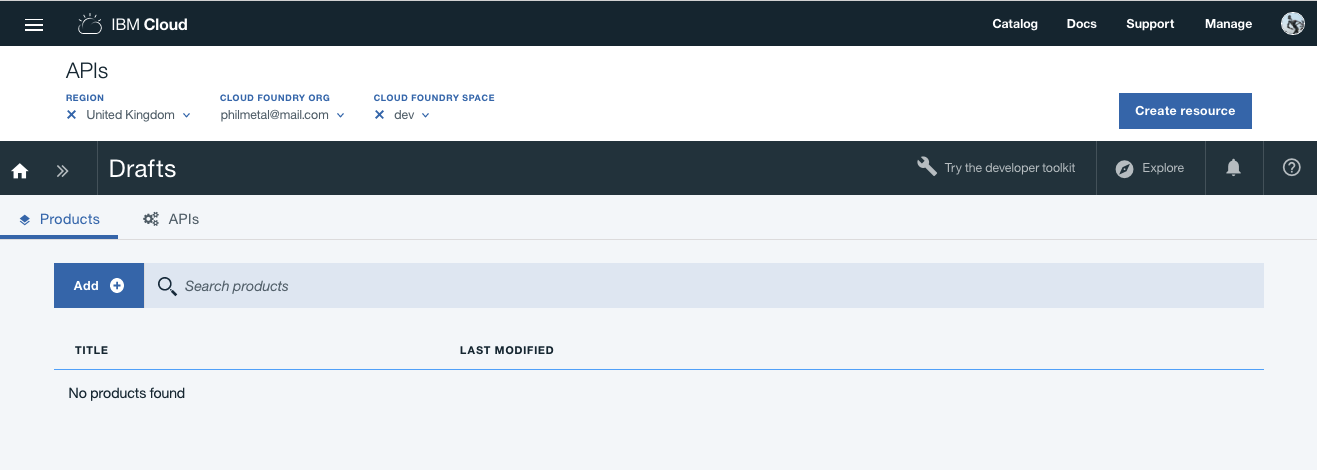 IBM Cloud Catalog Docs Support Manage
APIs
REGION CLOUD FOUNDRY ORG CLOUD FOUNDRY SPACE
United Kingdom philmetal@mail.com dev
Create resource
Drafts Try the developer toolkit Explore
Products APIs
Add Search products
TITLE LAST MODIFIED
No products found